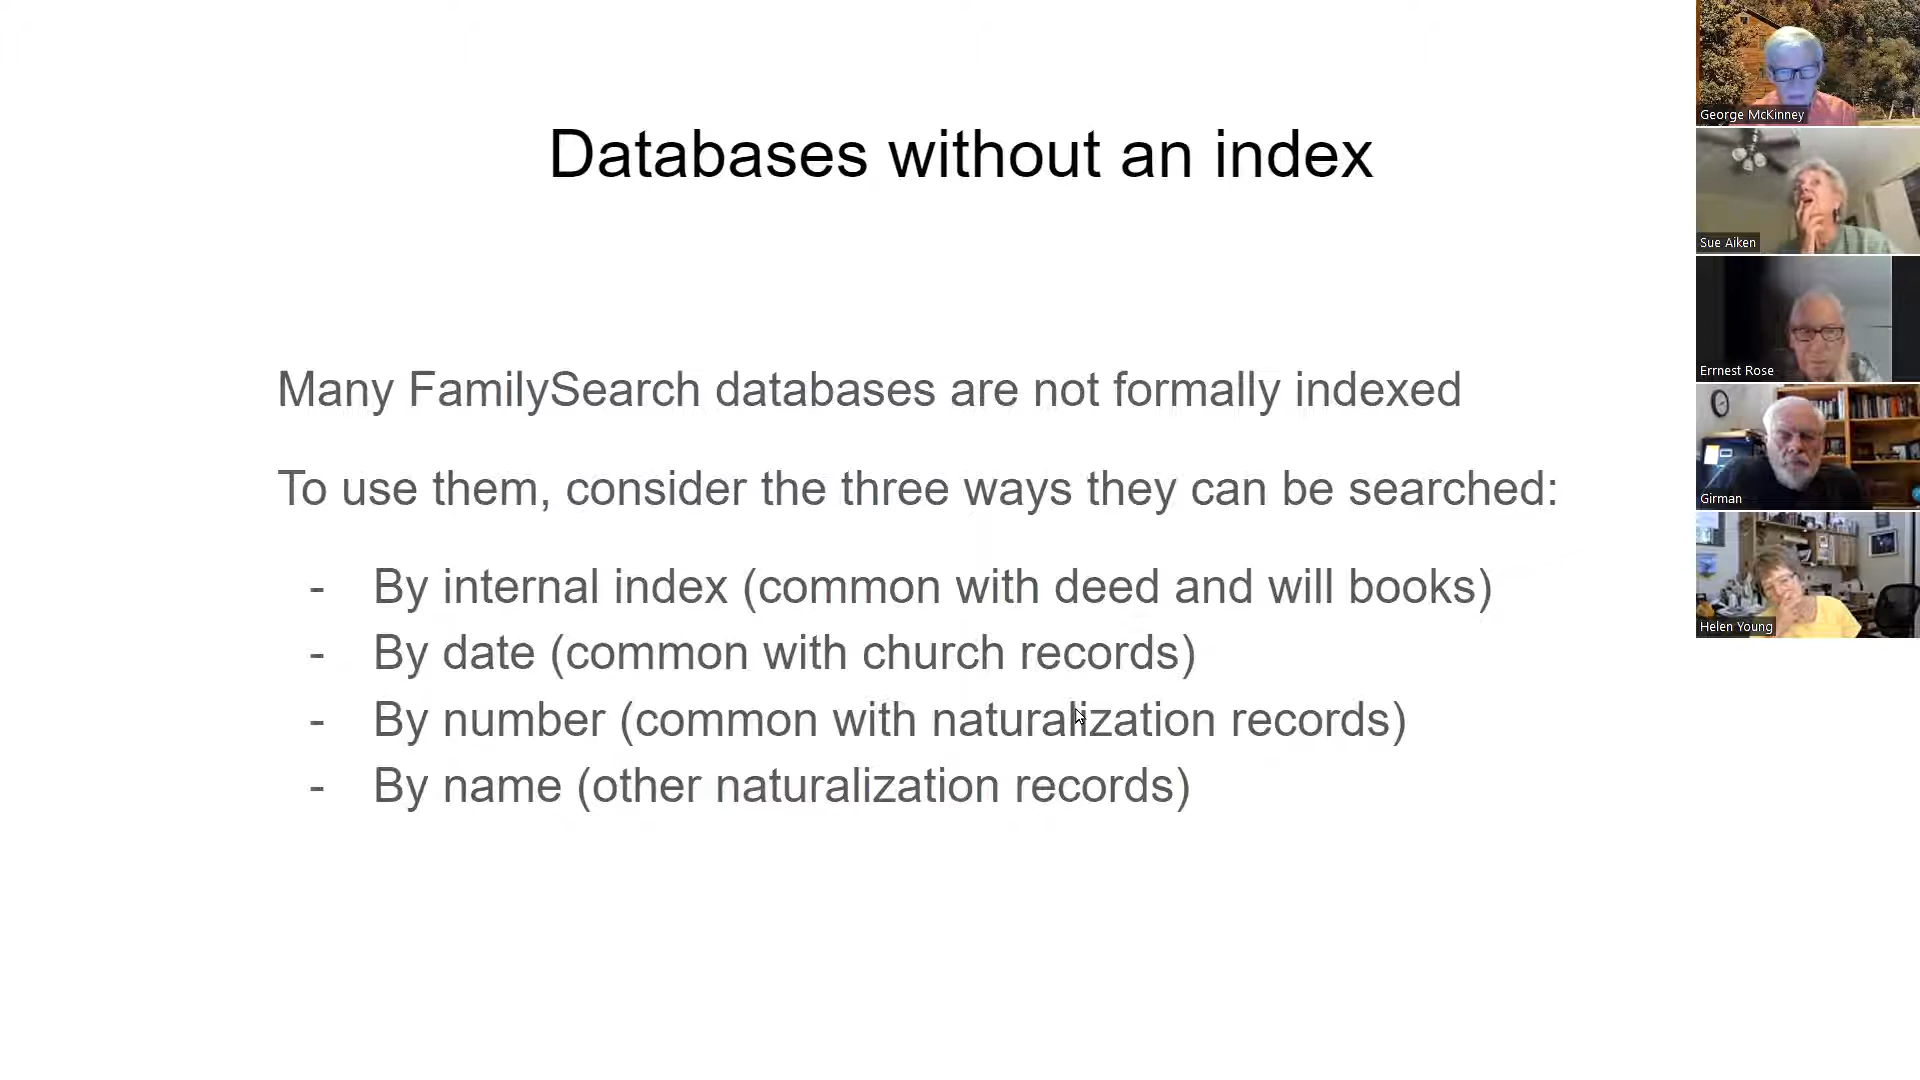 Databases without an index
Many FamilySearch databases are not formally indexed
To use them, consider the three ways they can be searched:
- By internal index (common with deed and will books)
- By date (common with church records)
- By number (common with naturalization records)
- By name (other naturalization records)
George McKinney
Sue Aiken
Errnest Rose
Girman
Helen Young